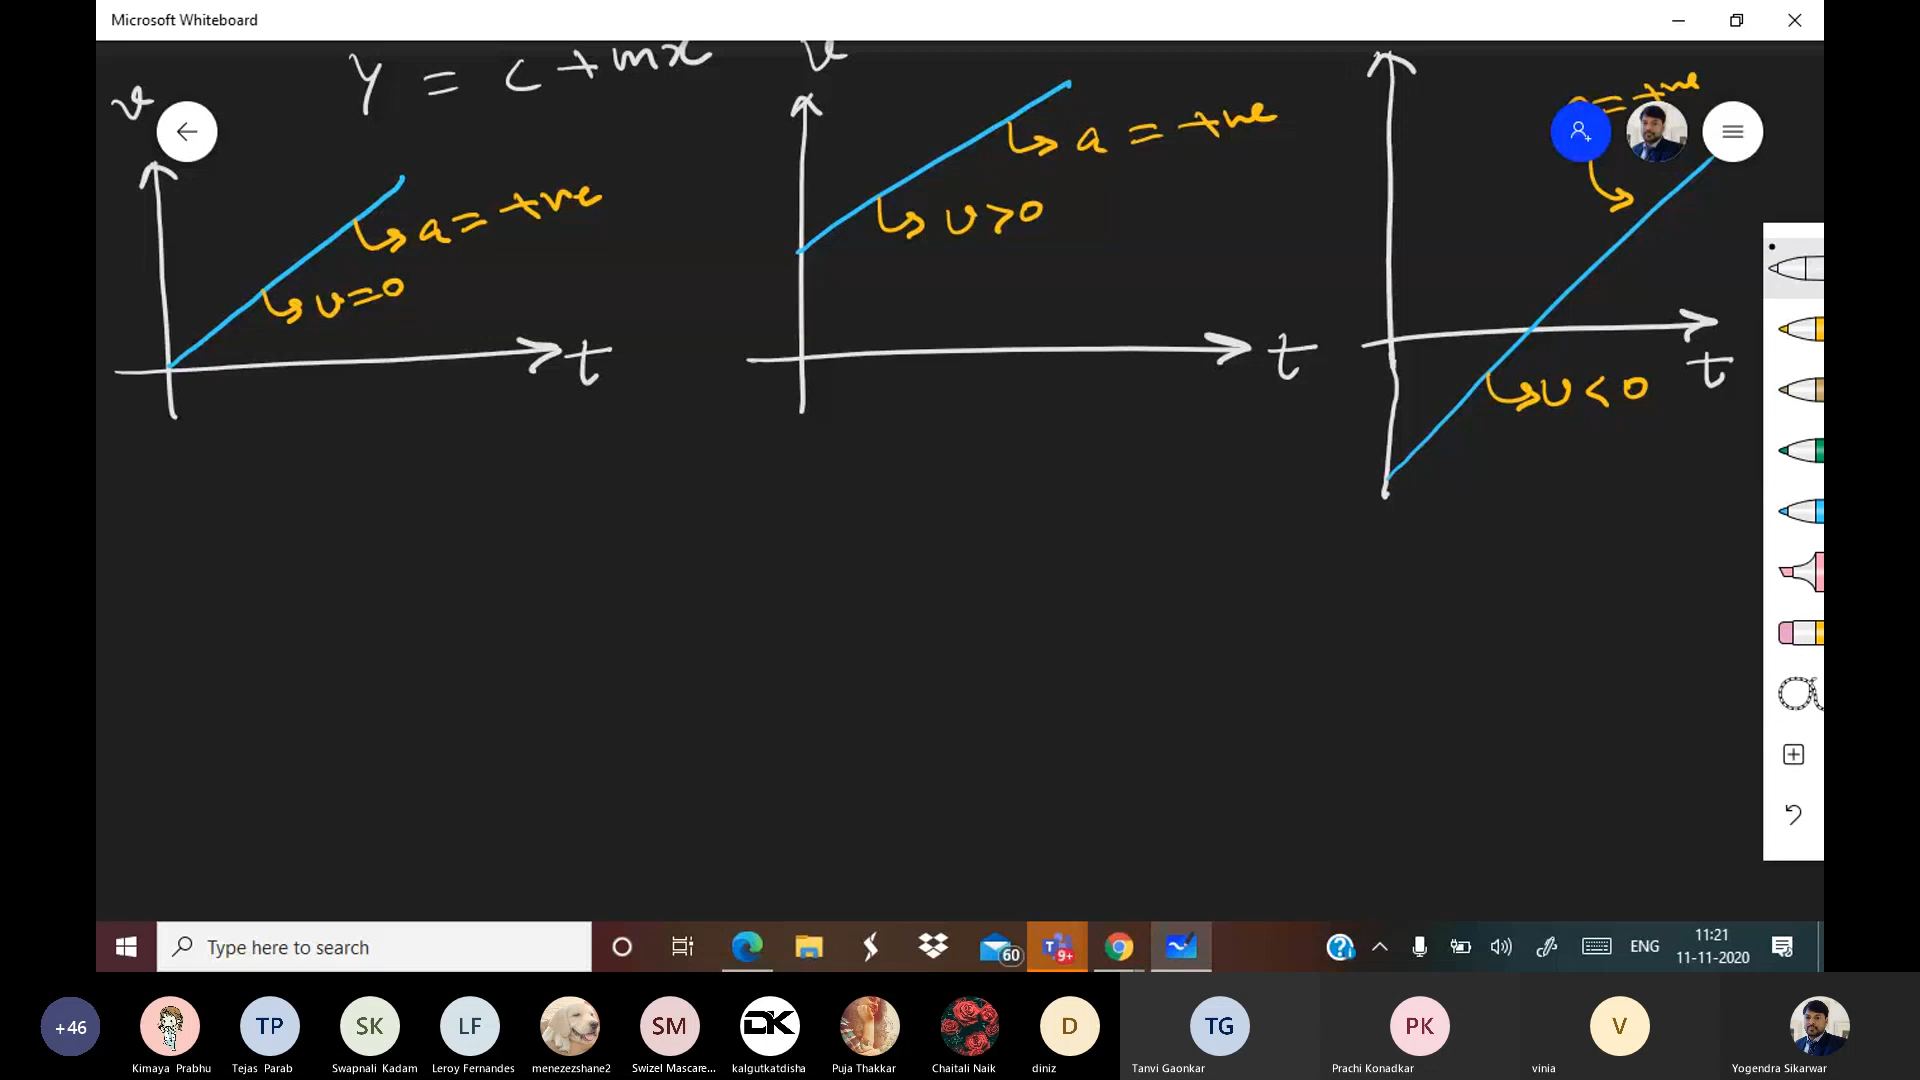 Microsoft Whiteboard
y = c + mx
v
v
a = +ve
u=0
t
a = +ve
u>0
t
= +ve
u<0
t
Type here to search
60
9+
ENG
11:21
11-11-2020
+46
TP
SK
LF
SM
DK
D
TG
PK
V
Kimaya Prabhu
Tejas Parab
Swapnali Kadam
Leroy Fernandes
menezezshane2
Swizel Mascare...
kalgutkatdisha
Puja Thakkar
Chaitali Naik
diniz
Tanvi Gaonkar
Prachi Konadkar
vinia
Yogendra Sikarwar